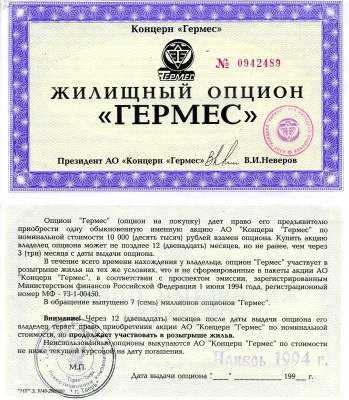 Концерн «Гермес»
ГЕРМЕС
№ 0942489
ЖИЛИЩНЫЙ ОПЦИОН
«ГЕРМЕС»
Президент АО "Концерн «Гермес» В.И.Неверов
Опцион "Гермес" (опцион на покупку) дает право его предъявителю
приобрести одну обыкновенную именную акцию АО "Концерн "Гермес" по
номинальной стоимости 10 000 (десять тысяч) рублей взамен опциона. Купить акцию
владелец опциона может не позднее 12 (двенадцать) месяцев, но не ранее, чем через
3 (три) месяца с даты выдачи опциона.
В течение всего времени нахождения у владельца, опцион "Гермес" участвует в
розыгрыше жилья на тех же условиях, что и не сформированные в пакеты акции АО
"Концерн "Гермес", в соответствии с проспектом эмиссии, зарегистрированным
Министерством финансов Российской Федерации 1 июня 1994 года, регистрационный
номер МФ - 73-1-00450.
В обращение выпущено 7 (семь) миллионов опционов "Гермес".
Внимание! Через 12 (двенадцать) месяцев после даты выдачи опциона его
владелец теряет право приобретения акции АО "Концерн "Гермес" по номинальной
стоимости, но продолжает участвовать в розыгрыше жилья.
Неиспользованные опционы выкупаются АО "Концерн "Гермес" по стоимости
не ниже текущей курсовой на дату погашения.
Ноябрь 1994 г.
М.П.
Дата выдачи опциона "____" __________ 199___ г.